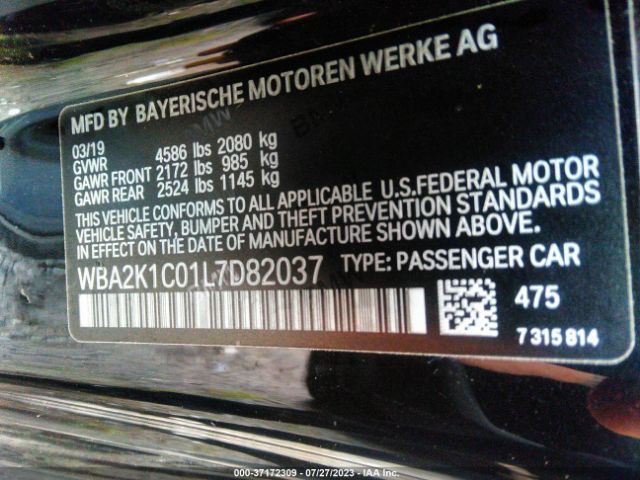 MFD BY BAYERISCHE MOTOREN WERKE AG
03/19
GVWR 4586 lbs 2080 kg
GAWR FRONT 2172 lbs 985 kg
GAWR REAR 2524 lbs 1145 kg
THIS VEHICLE CONFORMS TO ALL APPLICABLE U.S.FEDERAL MOTOR
VEHICLE SAFETY, BUMPER AND THEFT PREVENTION STANDARDS
IN EFFECT ON THE DATE OF MANUFACTURE SHOWN ABOVE.
WBA2K1C01L7D82037 TYPE: PASSENGER CAR
475
7 315 814
000-37172309 | 07/27/2023 - IAA Inc.